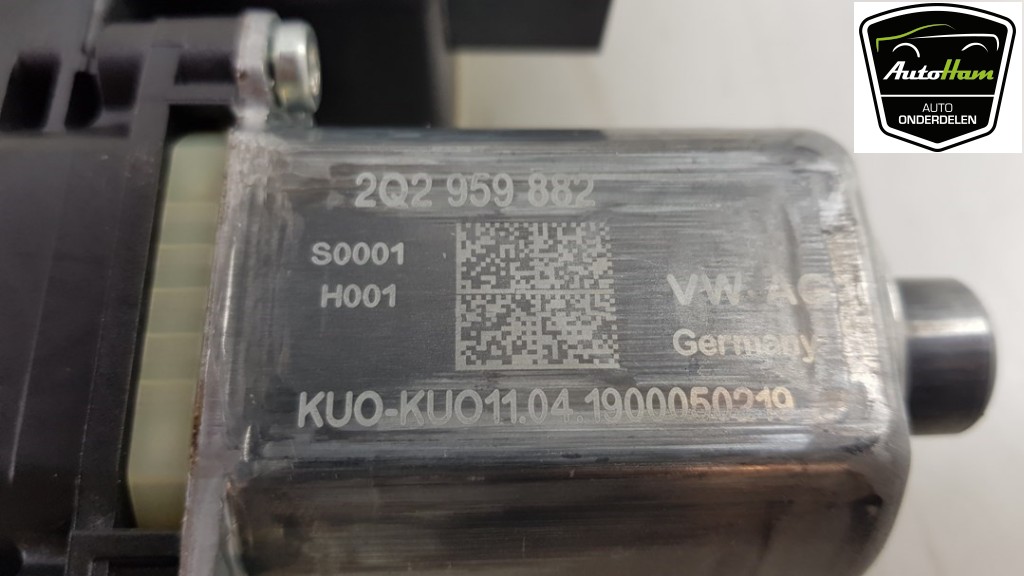 AutoHam
AUTO
ONDERDELEN
2Q2 959 882
S0001
H001
VW AG
Germany
KUO-KUO11.04.1900050219